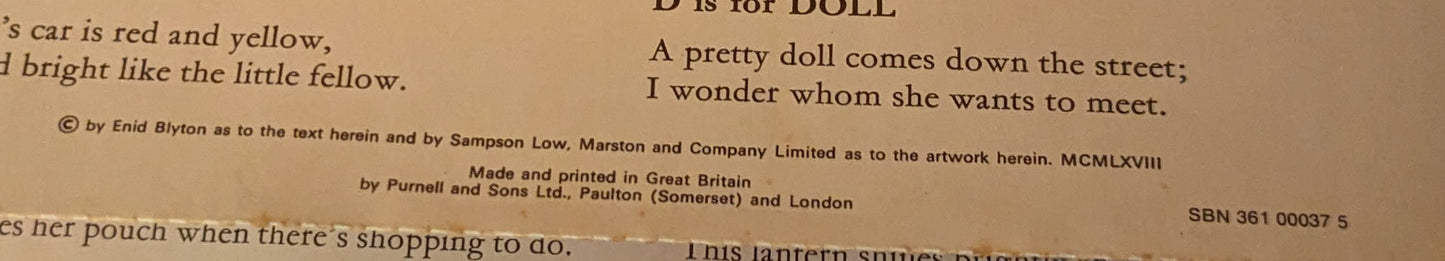 D is for DOLL
's car is red and yellow,
d bright like the little fellow.
A pretty doll comes down the street;
I wonder whom she wants to meet.
© by Enid Blyton as to the text herein and by Sampson Low, Marston and Company Limited as to the artwork herein. MCMLXVIII
Made and printed in Great Britain
by Purnell and Sons Ltd., Paulton (Somerset) and London
SBN 361 00037 5
es her pouch when there's shopping to do.
This lantern shines